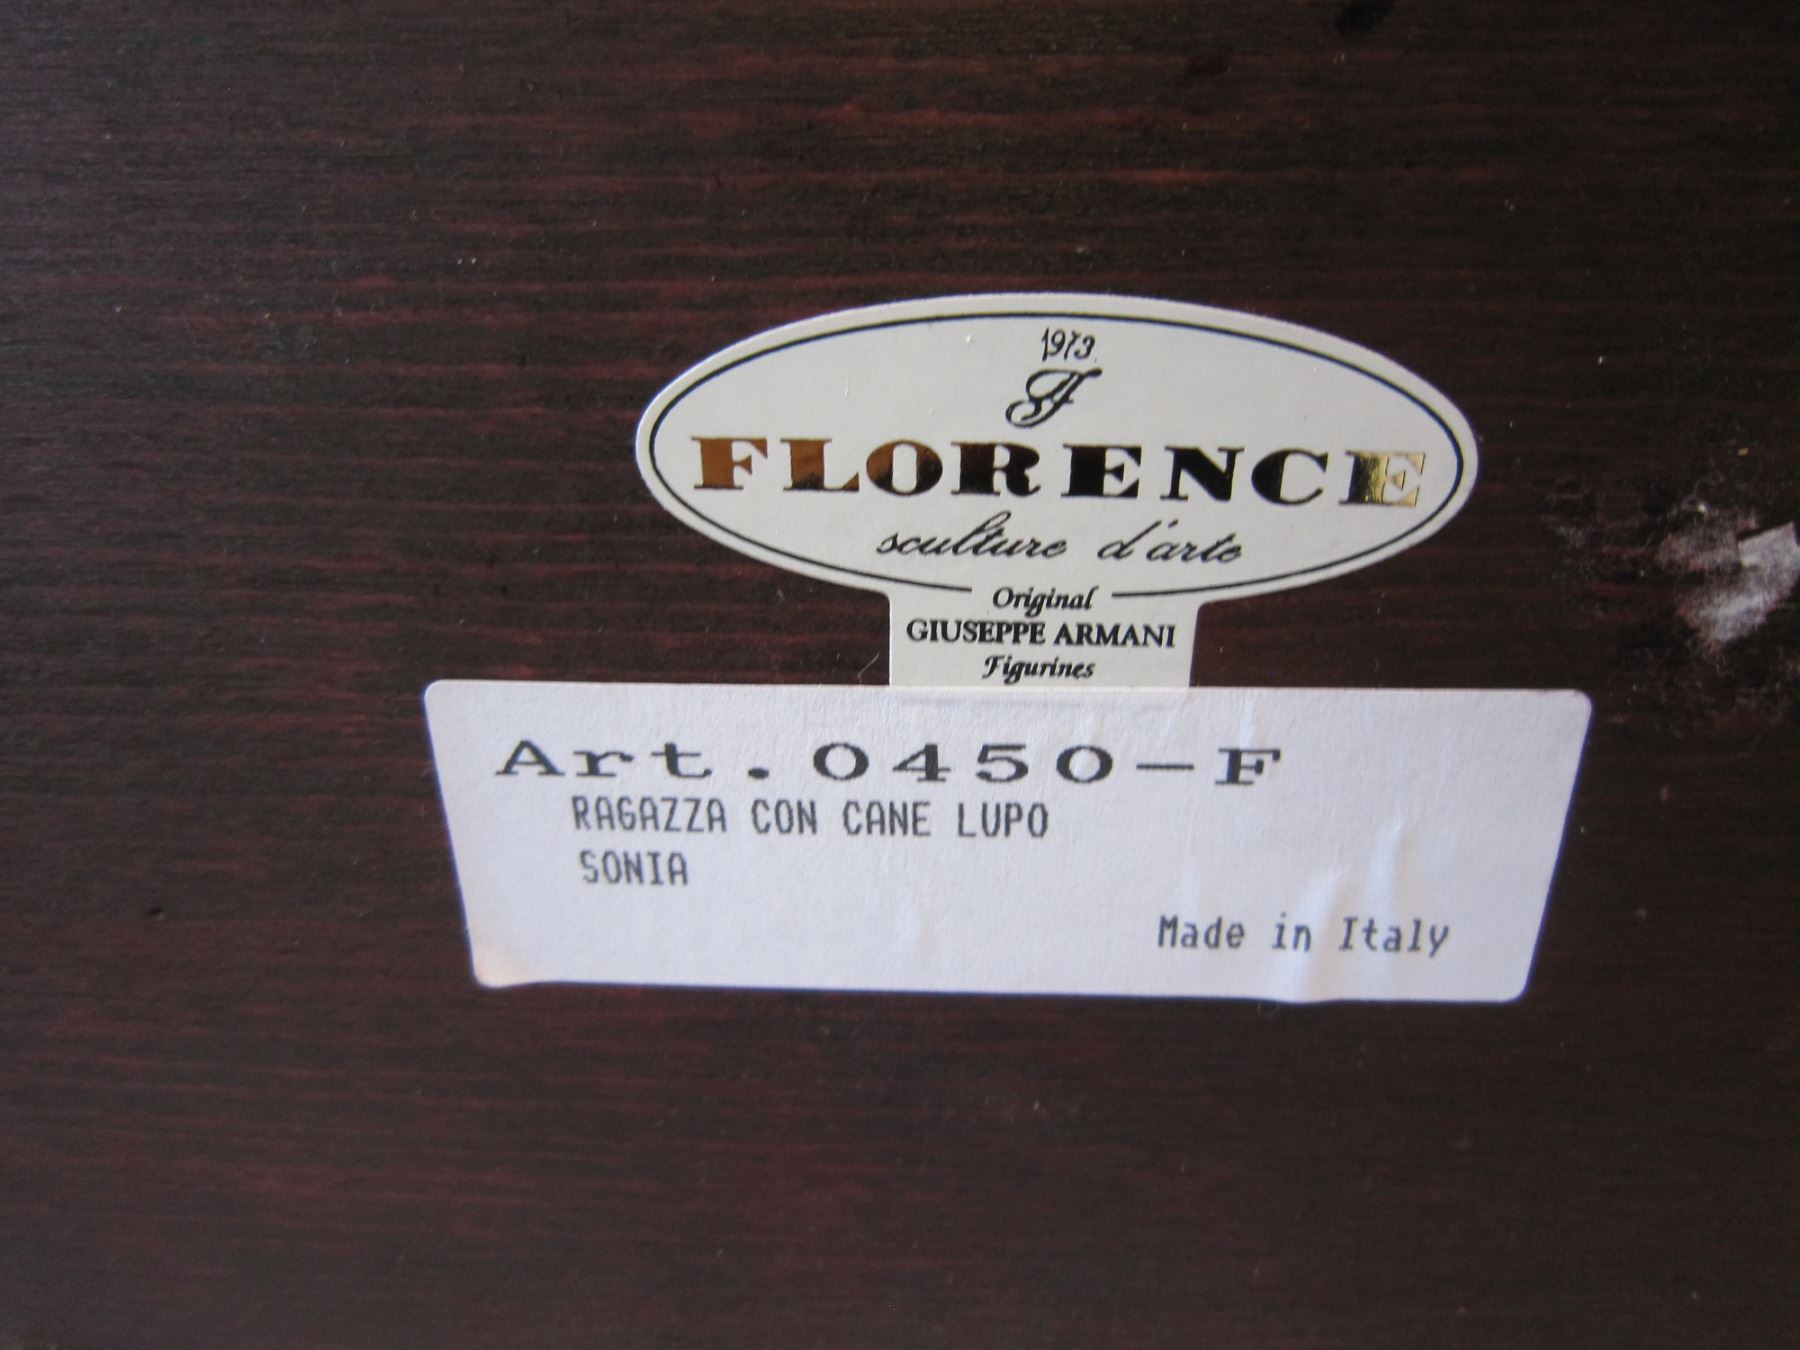 1973
F
FLORENCE
sculture d'arte
Original
GIUSEPPE ARMANI
Figurines
Art.0450-F
RAGAZZA CON CANE LUPO
SONIA
Made in Italy